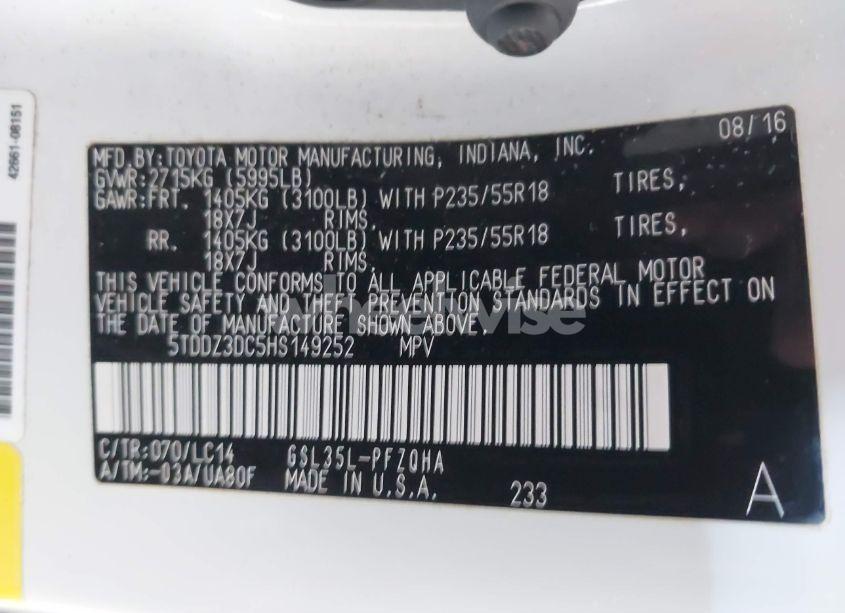 42661-08151
08/16
MFD.BY:TOYOTA MOTOR MANUFACTURING, INDIANA, INC.
GVWR:2715KG (5995LB)
GAWR:FRT. 1405KG (3100LB) WITH P235/55R18 TIRES,
18X7J RIMS,
RR. 1405KG (3100LB) WITH P235/55R18 TIRES,
18X7J RIMS,
THIS VEHICLE CONFORMS TO ALL APPLICABLE FEDERAL MOTOR
VEHICLE SAFETY AND THEFT PREVENTION STANDARDS IN EFFECT ON
THE DATE OF MANUFACTURE SHOWN ABOVE,
5TDDZ3DC5HS149252 MPV
C/TR:070/LC14 GSL35L-PFZQHA
A/TM:-03A/UA80F MADE IN U.S.A. 233 A